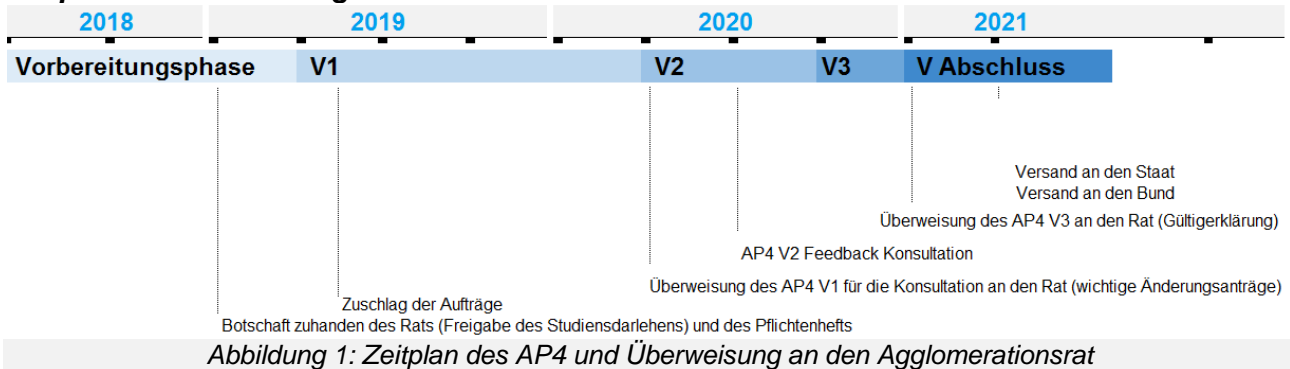 2018 2019 2020 2021
Vorbereitungsphase V1 V2 V3 V Abschluss
Versand an den Staat
Versand an den Bund
Überweisung des AP4 V3 an den Rat (Gültigerklärung)
AP4 V2 Feedback Konsultation
Überweisung des AP4 V1 für die Konsultation an den Rat (wichtige Änderungsanträge)
Zuschlag der Aufträge
Botschaft zuhanden des Rats (Freigabe des Studiensdarlehens) und des Pflichtenhefts
Abbildung 1: Zeitplan des AP4 und Überweisung an den Agglomerationsrat